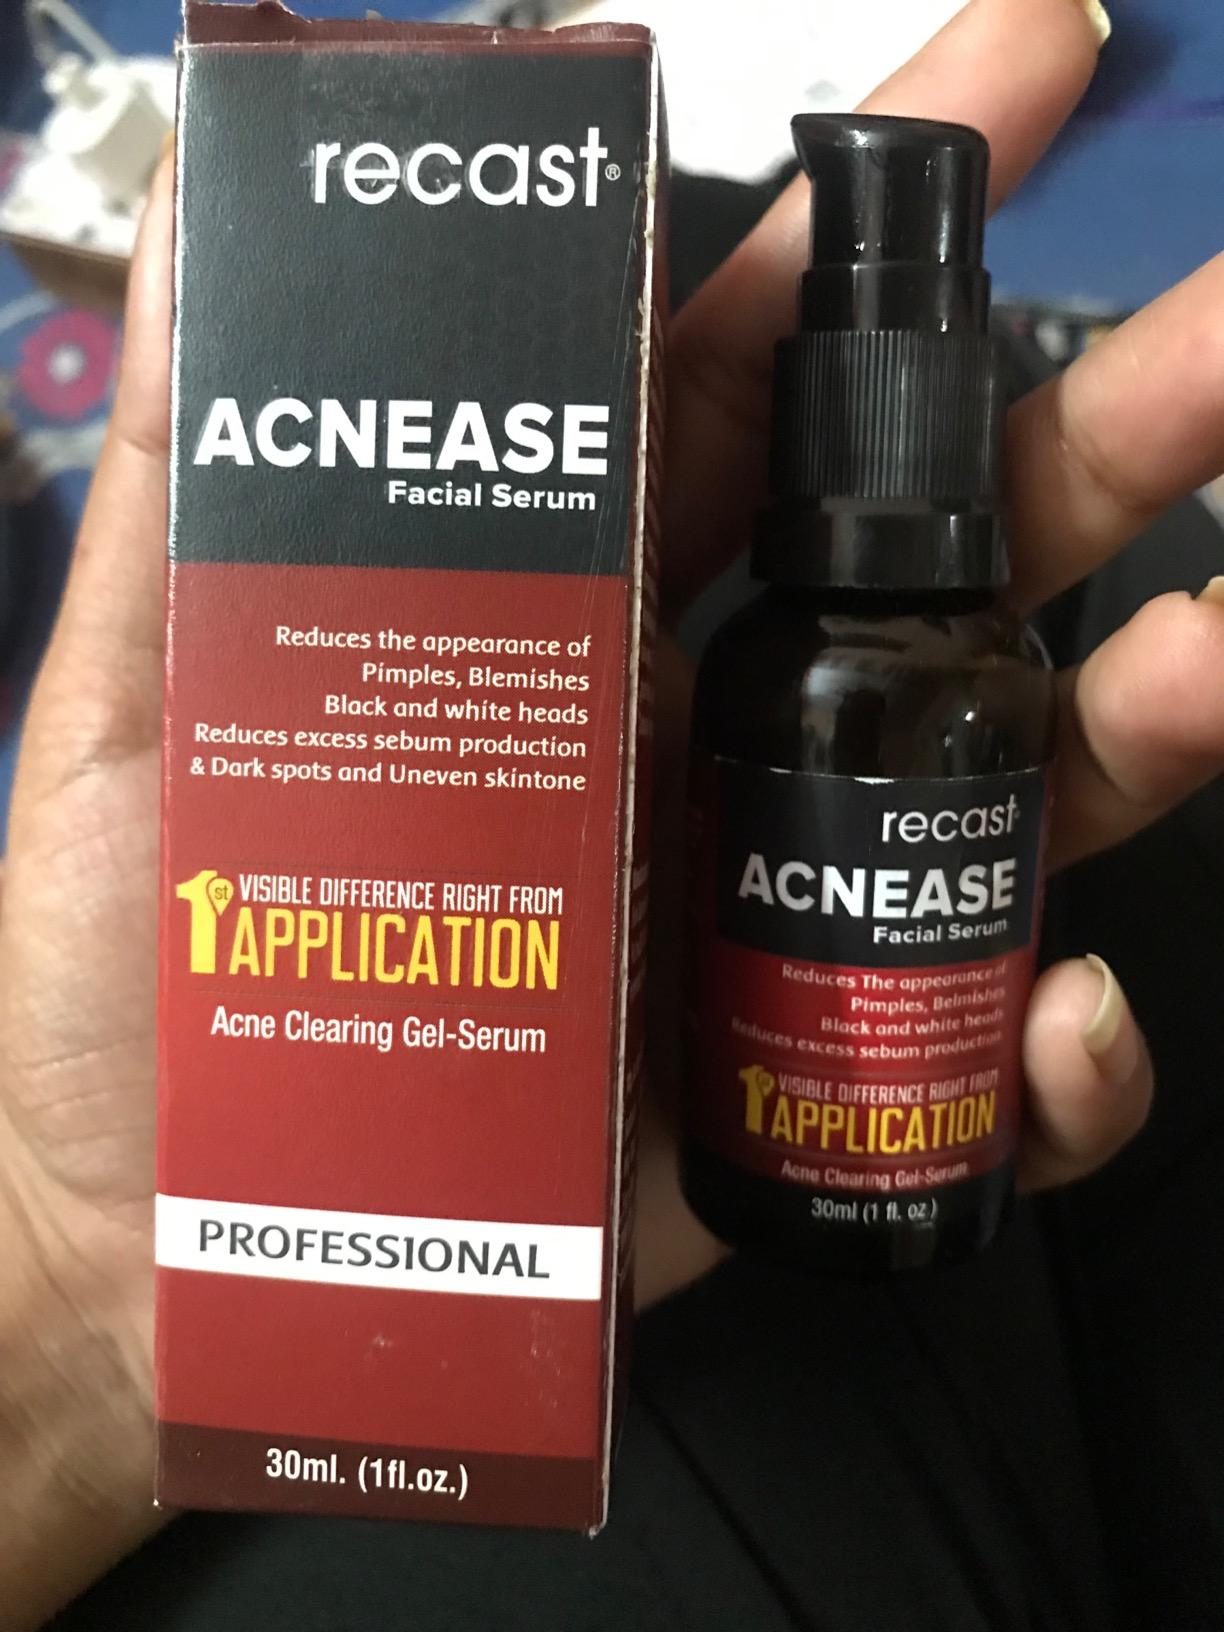 recast®
ACNEASE
Facial Serum
Reduces the appearance of
Pimples, Blemishes
Black and white heads
Reduces excess sebum production
& Dark spots and Uneven skintone
1st VISIBLE DIFFERENCE RIGHT FROM
APPLICATION
Acne Clearing Gel-Serum
PROFESSIONAL
30ml. (1fl.oz.)
recast
ACNEASE
Facial Serum
Reduces The appearance of
Pimples, Belmishes
Black and white heads
Reduces excess sebum production
1st VISIBLE DIFFERENCE RIGHT FROM
APPLICATION
Acne Clearing Gel-Serum
30ml (1 fl. oz.)